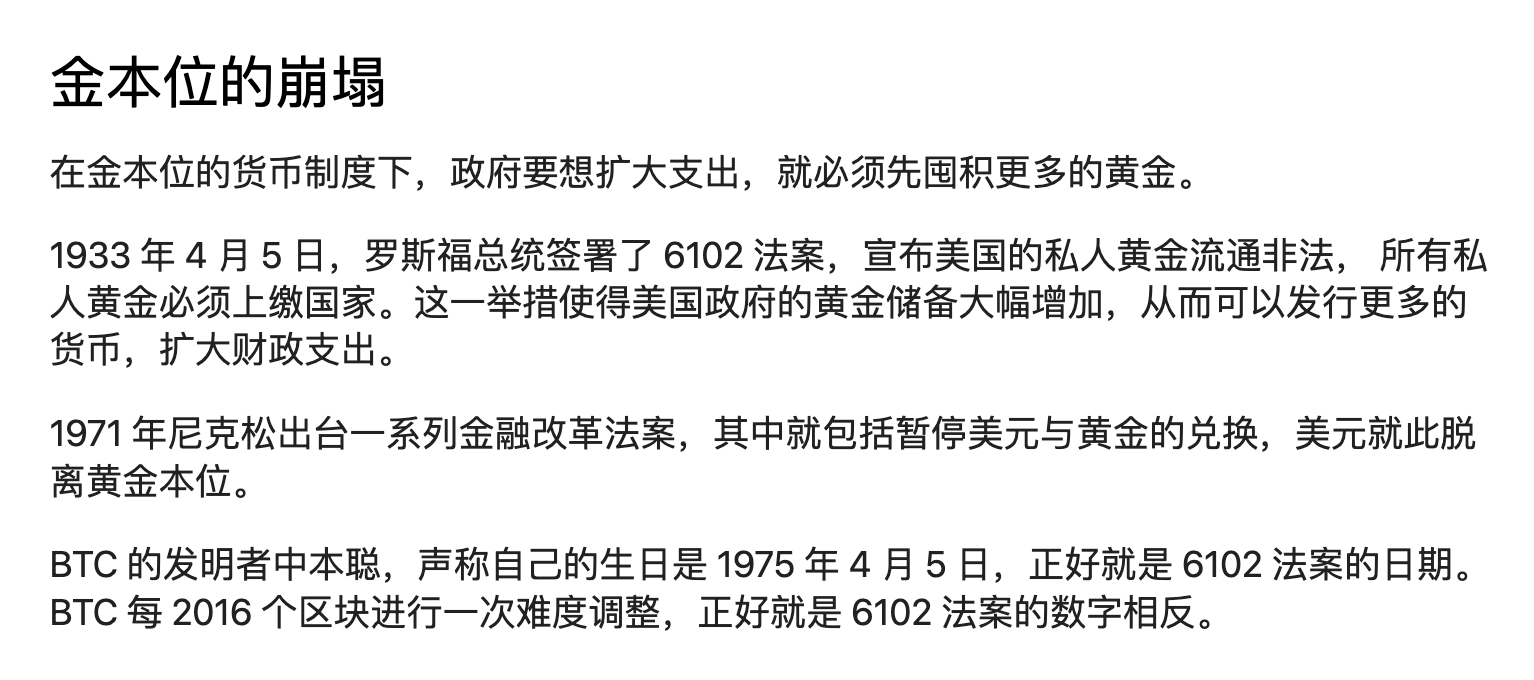 金本位的崩塌
在金本位的货币制度下，政府要想扩大支出，就必须先囤积更多的黄金。
1933 年 4 月 5 日，罗斯福总统签署了 6102 法案，宣布美国的私人黄金流通非法， 所有私
人黄金必须上缴国家。这一举措使得美国政府的黄金储备大幅增加，从而可以发行更多的
货币，扩大财政支出。
1971 年尼克松出台一系列金融改革法案，其中就包括暂停美元与黄金的兑换，美元就此脱
离黄金本位。
BTC 的发明者中本聪，声称自己的生日是 1975 年 4 月 5 日，正好就是 6102 法案的日期。
BTC 每 2016 个区块进行一次难度调整，正好就是 6102 法案的数字相反。